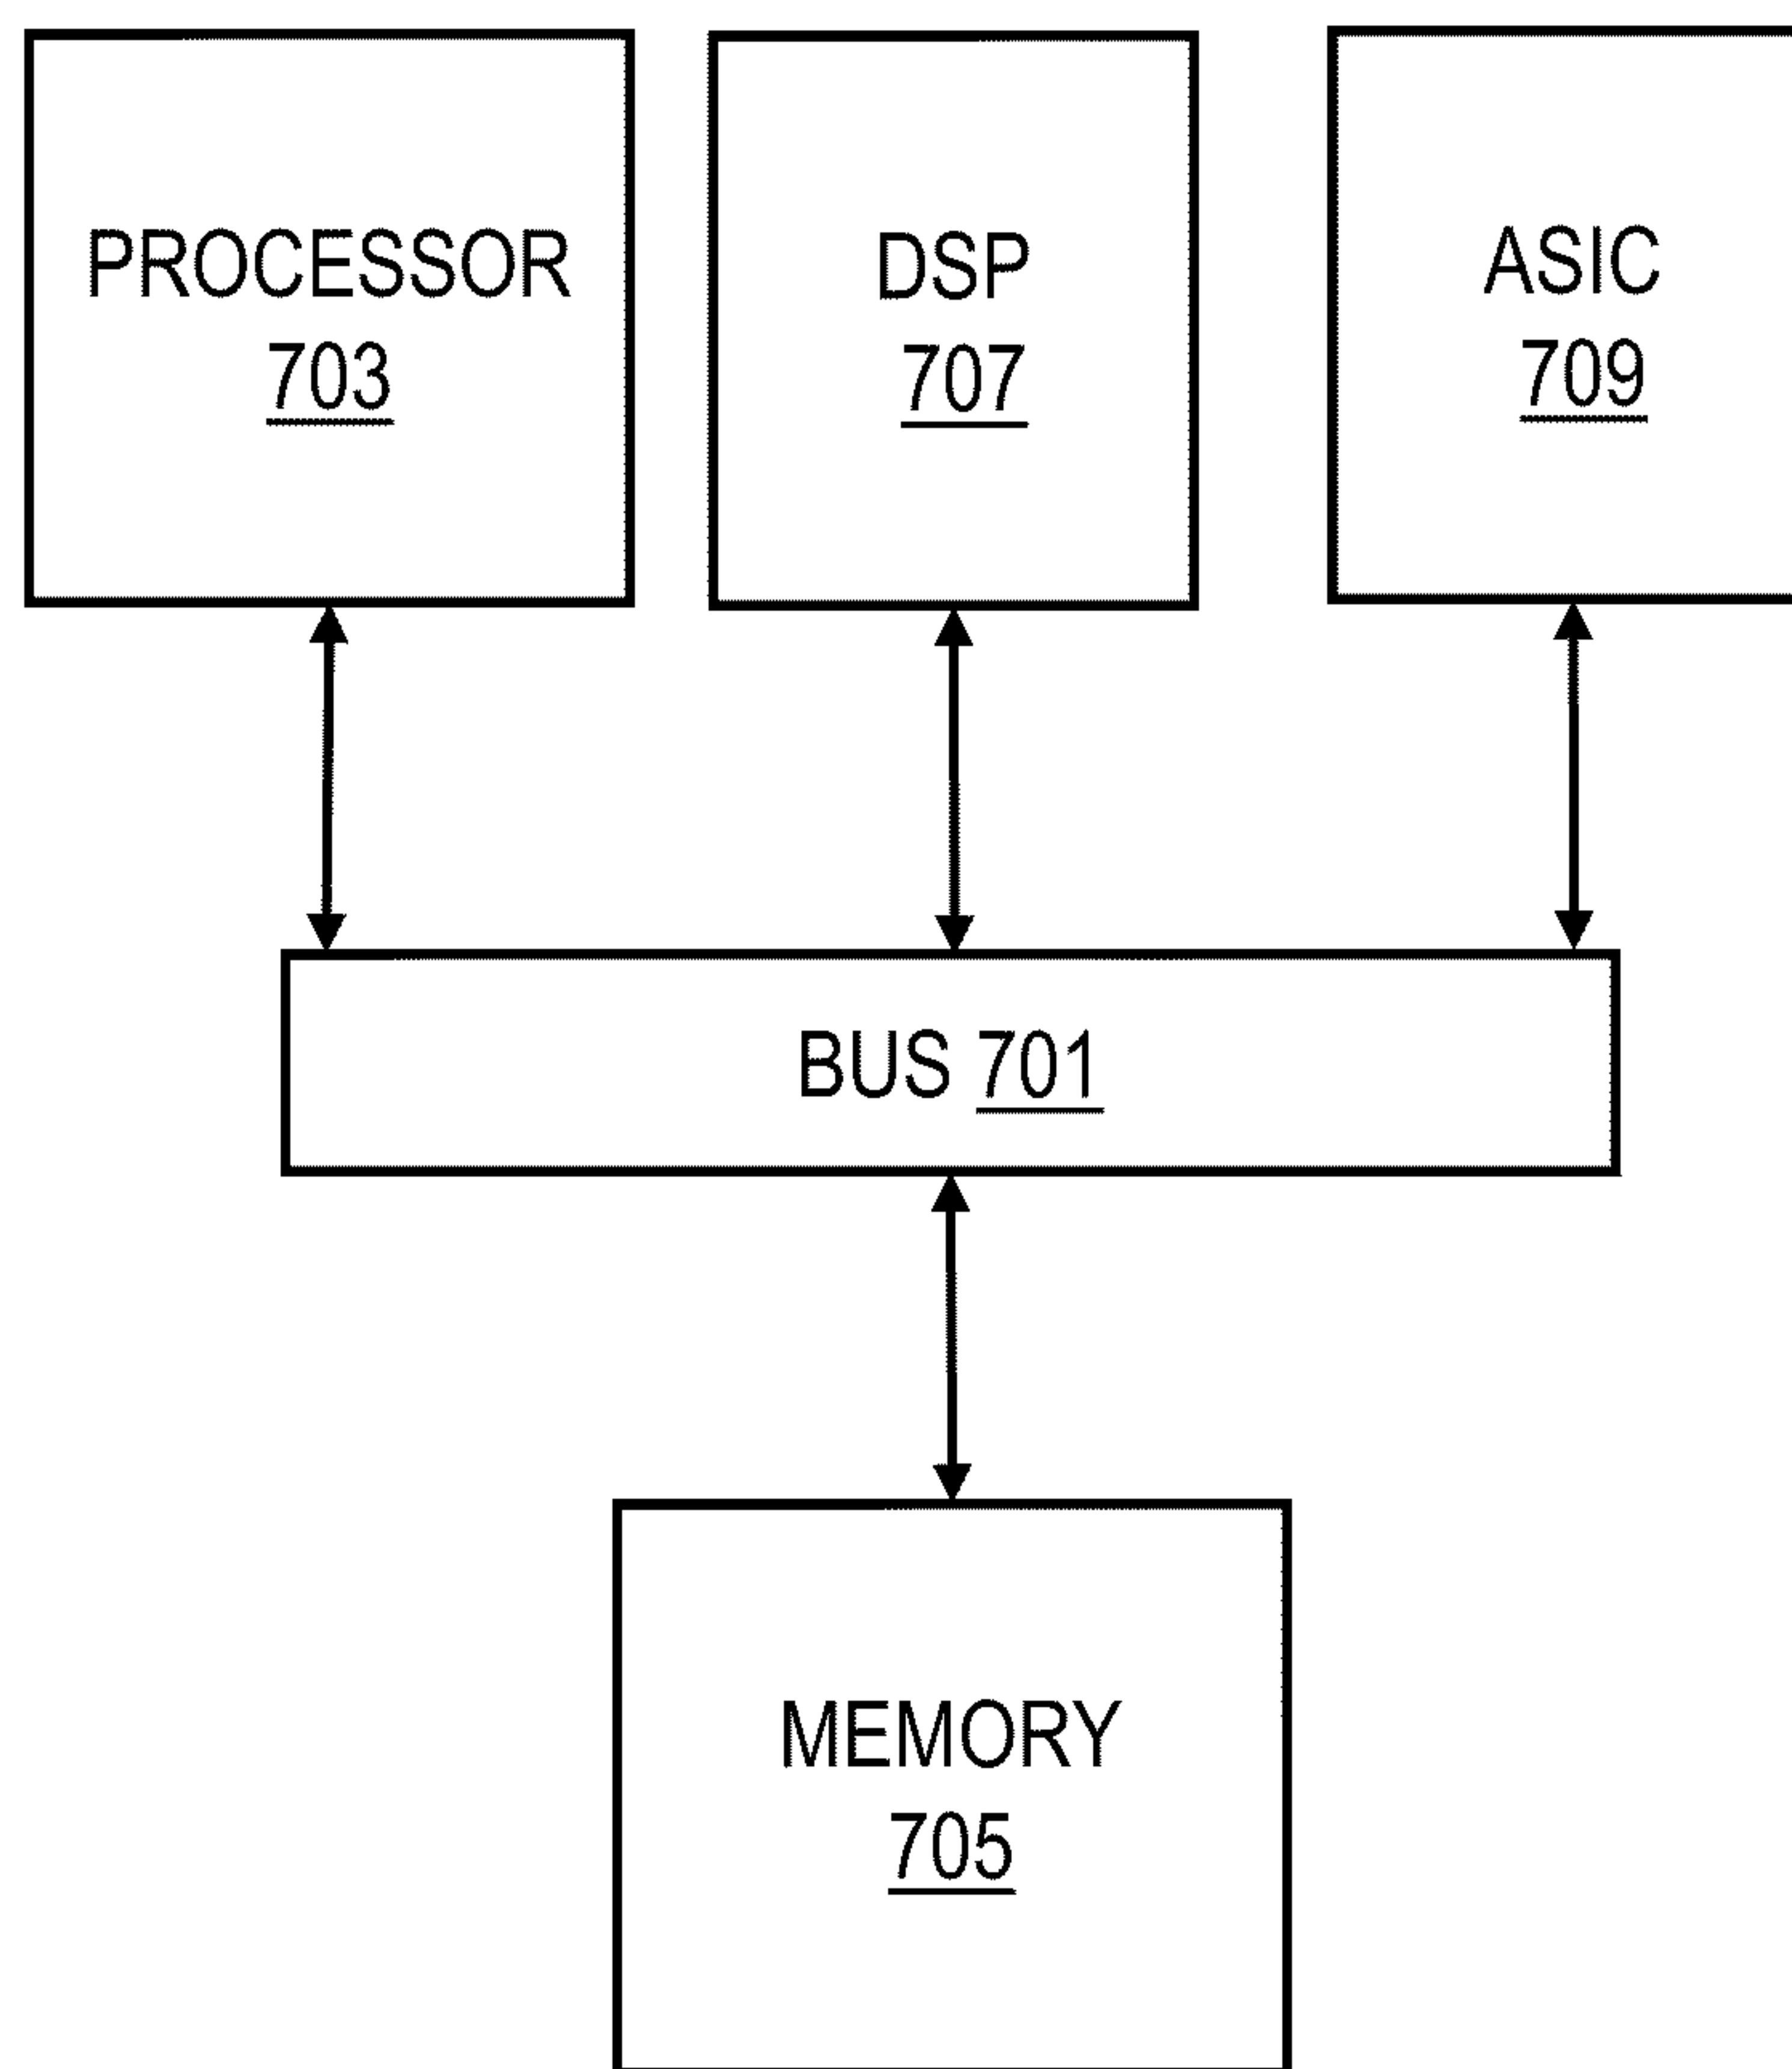 PROCESSOR
703
DSP
707
ASIC
709
BUS 701
MEMORY
705